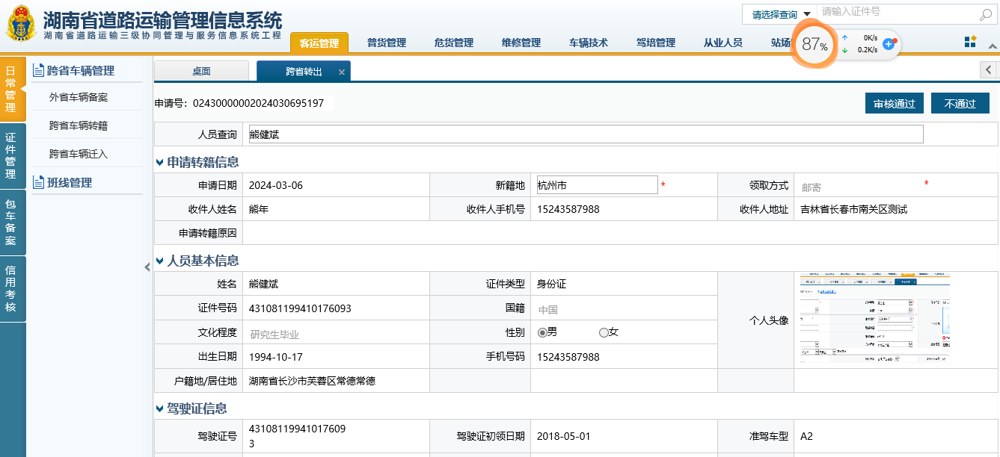 湖南省道路运输管理信息系统
湖南省道路运输三级协同管理与服务信息系统工程
请选择查询 请输入证件号
客运管理 普货管理 危货管理 维修管理 车辆技术 驾培管理 从业人员 站场
87% 0K/s
0.2K/s
日常管理
证件管理
包车备案
信用考核
跨省车辆管理
外省车辆备案
跨省车辆转籍
跨省车辆迁入
班线管理
桌面 跨省转出 ×
申请号：02430000002024030695197 审核通过 不通过
人员查询 熊健斌
申请转籍信息
申请日期 2024-03-06 新籍地 杭州市 * 领取方式 邮寄 *
收件人姓名 熊年 收件人手机号 15243587988 收件人地址 吉林省长春市南关区测试
申请转籍原因
人员基本信息
姓名 熊健斌 证件类型 身份证
证件号码 431081199410176093 国籍 中国
个人头像
文化程度 研究生毕业 性别 男 女
出生日期 1994-10-17 手机号码 15243587988
户籍地/居住地 湖南省长沙市芙蓉区常德常德
驾驶证信息
驾驶证号 43108119941017609
3 驾驶证初领日期 2018-05-01 准驾车型 A2